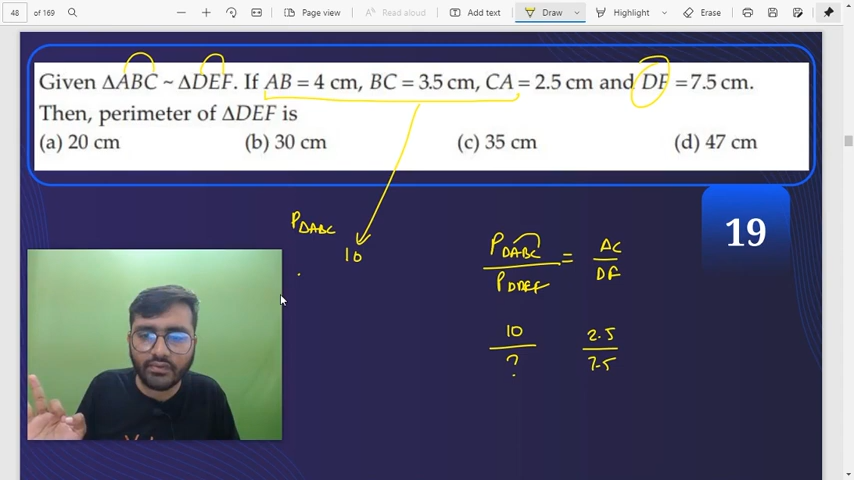 48 of 169
Page view
Read aloud
Add text
Draw
Highlight
Erase
Share
Given ΔABC ~ ΔDEF. If AB = 4 cm, BC = 3.5 cm, CA = 2.5 cm and DF = 7.5 cm.
Then, perimeter of ΔDEF is
(a) 20 cm (b) 30 cm (c) 35 cm (d) 47 cm
19
PΔABC
10
PΔABC / PΔDEF = AC / DF
10 / ? 2.5 / 7.5